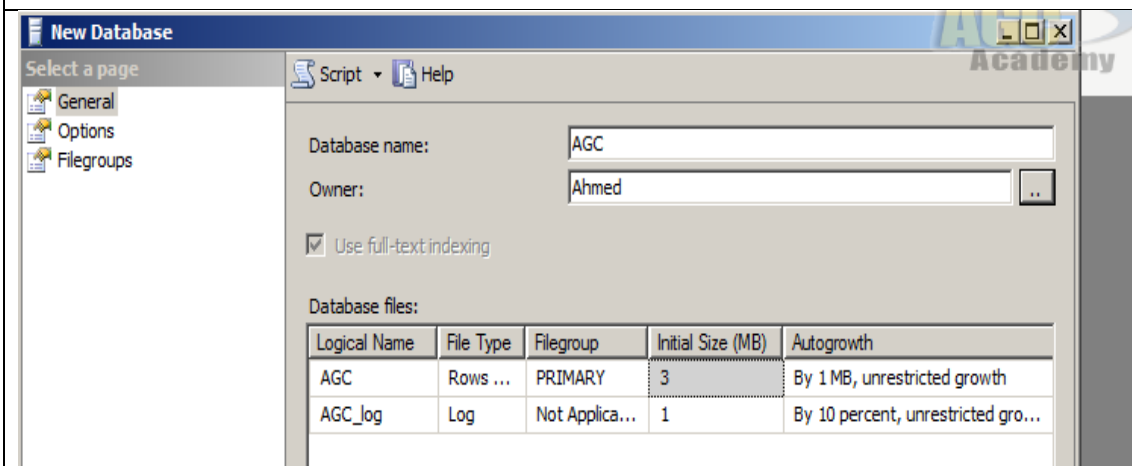 New Database
Select a page
Script Help
Academy
General
Options
Filegroups
Database name: AGC
Owner: Ahmed ..
Use full-text indexing
Database files:
Logical Name File Type Filegroup Initial Size (MB) Autogrowth
AGC Rows ... PRIMARY 3 By 1 MB, unrestricted growth
AGC_log Log Not Applica... 1 By 10 percent, unrestricted gro...